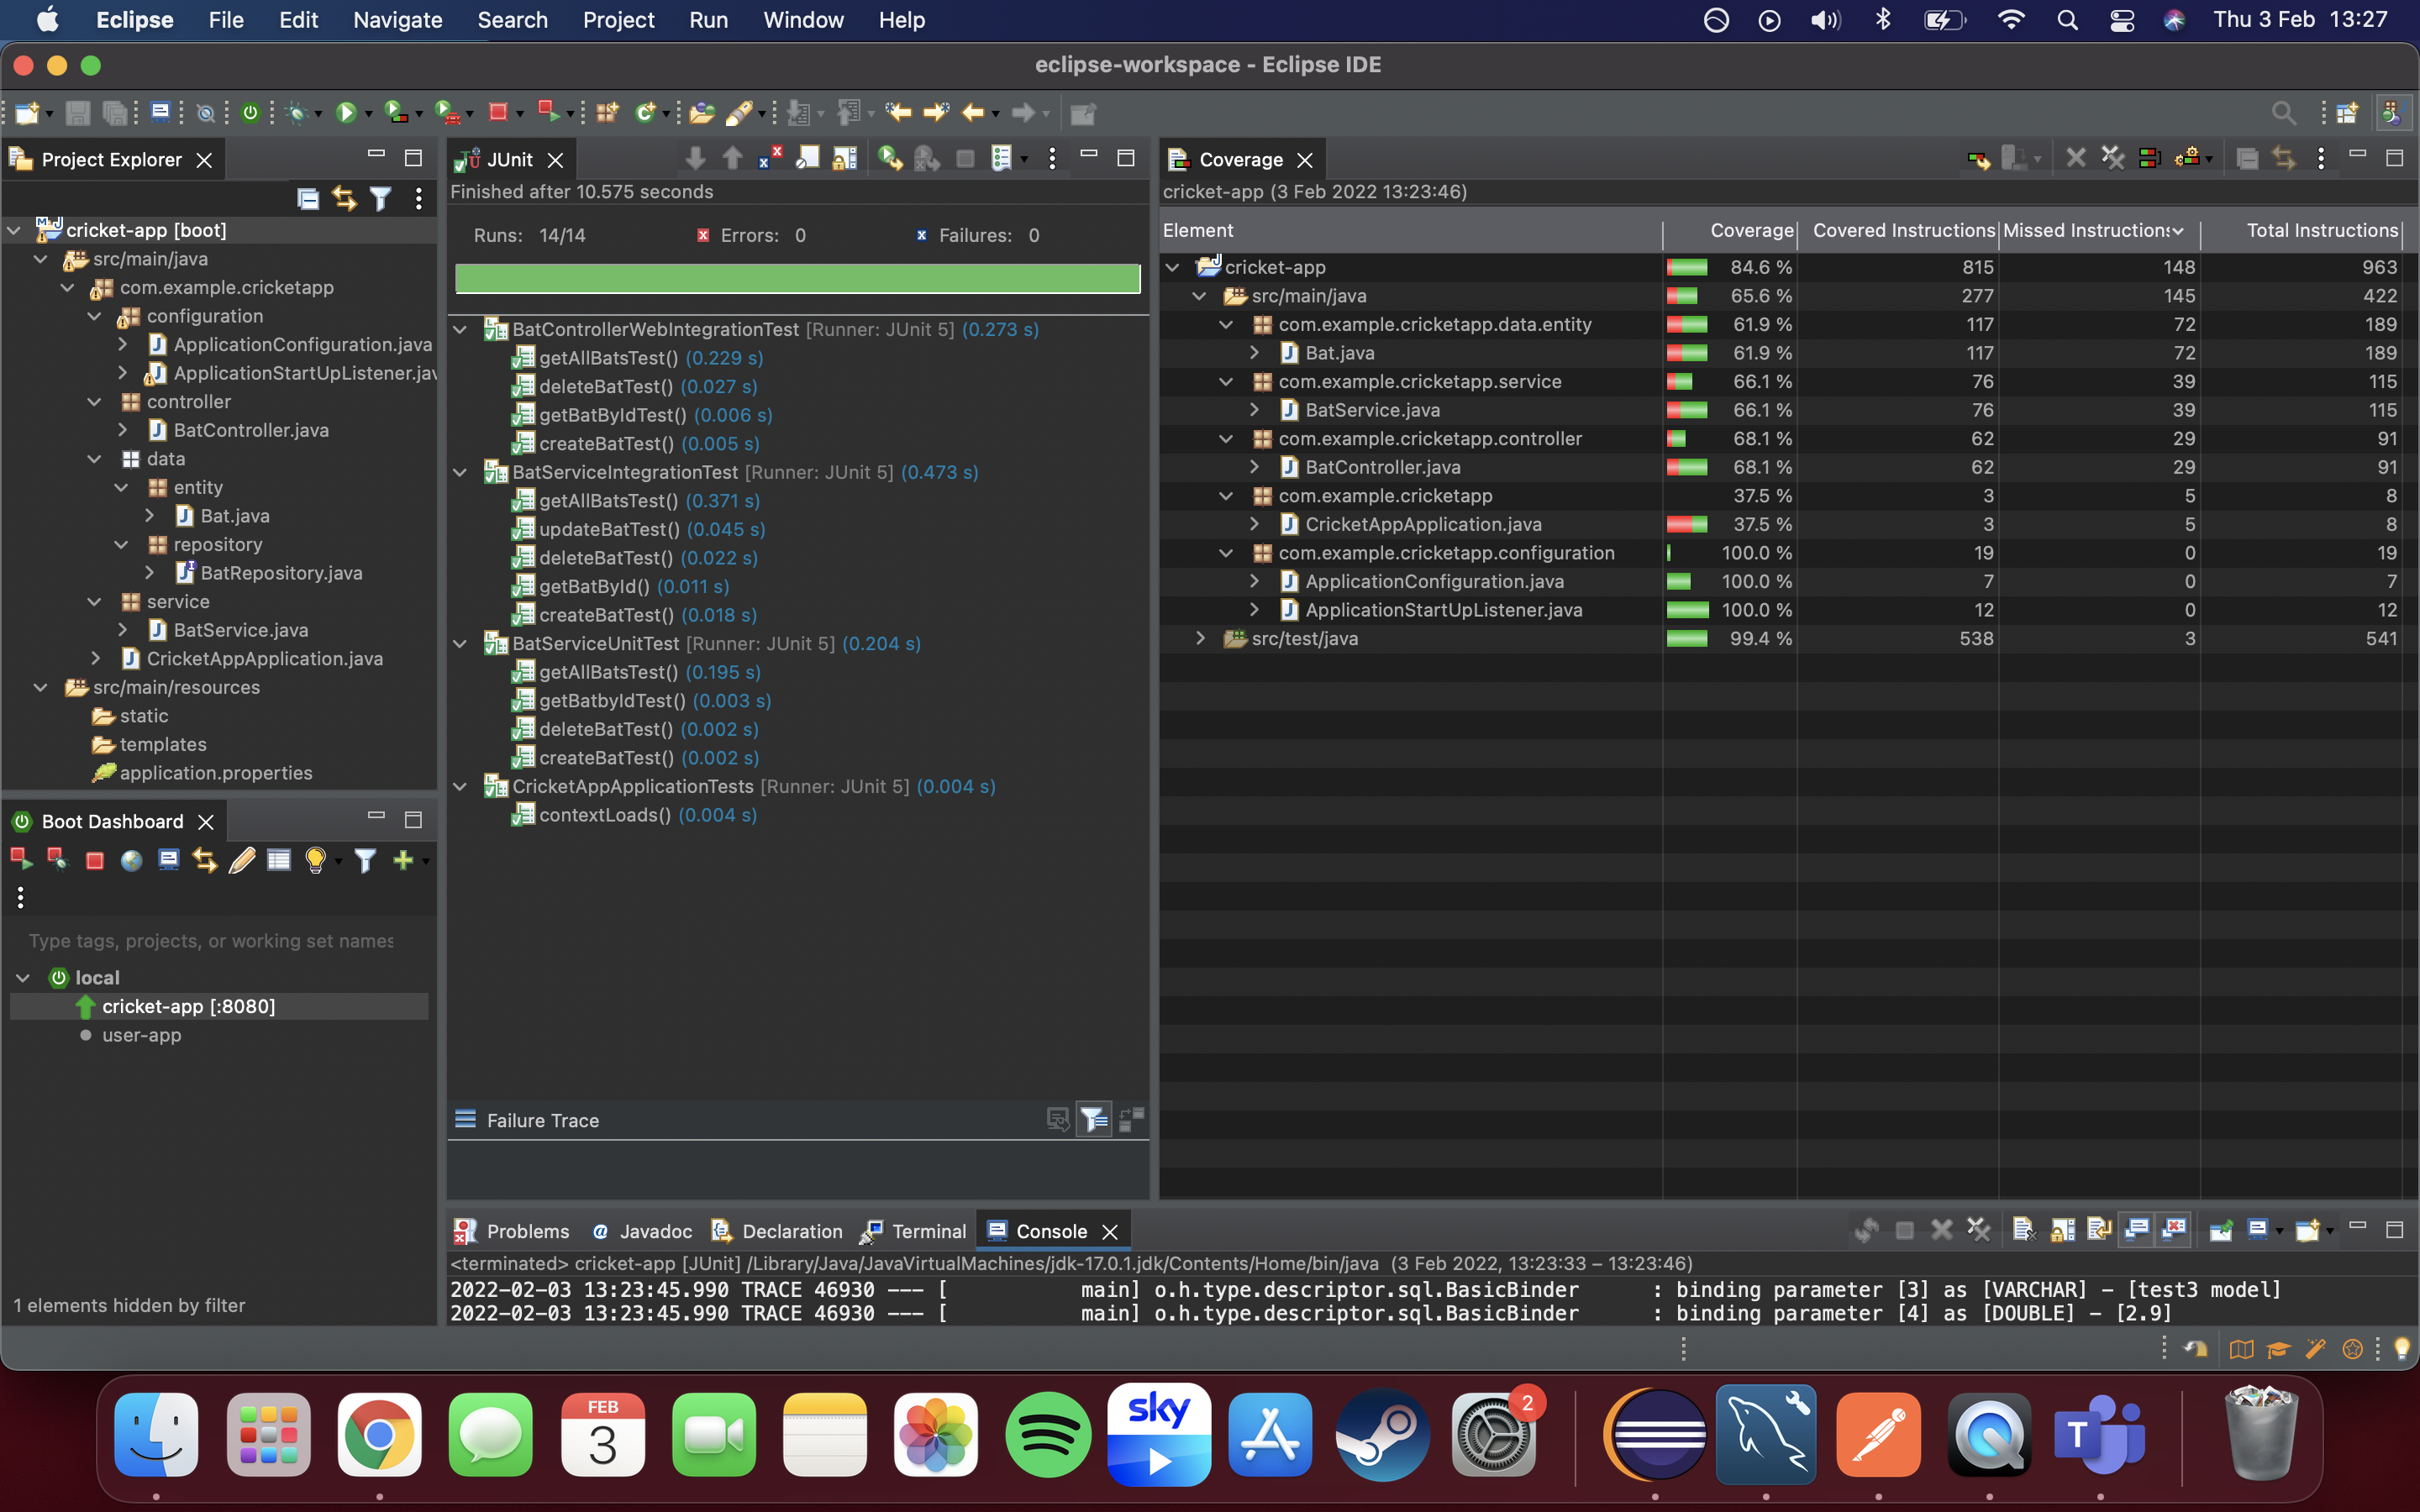 Eclipse File Edit Navigate Search Project Run Window Help Thu 3 Feb 13:27
eclipse-workspace - Eclipse IDE
Project Explorer
cricket-app [boot]
src/main/java
com.example.cricketapp
configuration
ApplicationConfiguration.java
ApplicationStartUpListener.jav
controller
BatController.java
data
entity
Bat.java
repository
BatRepository.java
service
BatService.java
CricketAppApplication.java
src/main/resources
static
templates
application.properties
Boot Dashboard
Type tags, projects, or working set names
local
cricket-app [:8080]
user-app
1 elements hidden by filter
JUnit
Finished after 10.575 seconds
Runs: 14/14 Errors: 0 Failures: 0
BatControllerWebIntegrationTest [Runner: JUnit 5] (0.273 s)
getAllBatsTest() (0.229 s)
deleteBatTest() (0.027 s)
getBatByIdTest() (0.006 s)
createBatTest() (0.005 s)
BatServiceIntegrationTest [Runner: JUnit 5] (0.473 s)
getAllBatsTest() (0.371 s)
updateBatTest() (0.045 s)
deleteBatTest() (0.022 s)
getBatById() (0.011 s)
createBatTest() (0.018 s)
BatServiceUnitTest [Runner: JUnit 5] (0.204 s)
getAllBatsTest() (0.195 s)
getBatbyIdTest() (0.003 s)
deleteBatTest() (0.002 s)
createBatTest() (0.002 s)
CricketAppApplicationTests [Runner: JUnit 5] (0.004 s)
contextLoads() (0.004 s)
Failure Trace
Coverage
cricket-app (3 Feb 2022 13:23:46)
Element Coverage Covered Instructions Missed Instructions Total Instructions
cricket-app 84.6 % 815 148 963
src/main/java 65.6 % 277 145 422
com.example.cricketapp.data.entity 61.9 % 117 72 189
Bat.java 61.9 % 117 72 189
com.example.cricketapp.service 66.1 % 76 39 115
BatService.java 66.1 % 76 39 115
com.example.cricketapp.controller 68.1 % 62 29 91
BatController.java 68.1 % 62 29 91
com.example.cricketapp 37.5 % 3 5 8
CricketAppApplication.java 37.5 % 3 5 8
com.example.cricketapp.configuration 100.0 % 19 0 19
ApplicationConfiguration.java 100.0 % 7 0 7
ApplicationStartUpListener.java 100.0 % 12 0 12
src/test/java 99.4 % 538 3 541
Problems Javadoc Declaration Terminal Console
<terminated> cricket-app [JUnit] /Library/Java/JavaVirtualMachines/jdk-17.0.1.jdk/Contents/Home/bin/java (3 Feb 2022, 13:23:33 – 13:23:46)
2022-02-03 13:23:45.990 TRACE 46930 --- [ main] o.h.type.descriptor.sql.BasicBinder : binding parameter [3] as [VARCHAR] - [test3 model]
2022-02-03 13:23:45.990 TRACE 46930 --- [ main] o.h.type.descriptor.sql.BasicBinder : binding parameter [4] as [DOUBLE] - [2.9]
FEB
3
sky
2
T